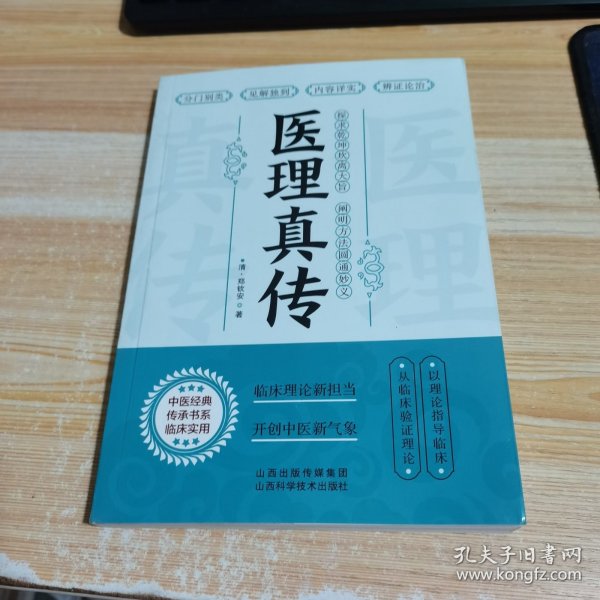 分门别类 见解独到 内容详实 辨证论治
医理真传
探求乾坤坎离大旨
阐明方法圆通妙义
清·郑钦安 著
医理
真传
中医经典
传承书系
临床实用
临床理论新担当
开创中医新气象
以理论指导临床
从临床验证理论
山西出版传媒集团
山西科学技术出版社
孔夫子旧书网
www.kongfz.com